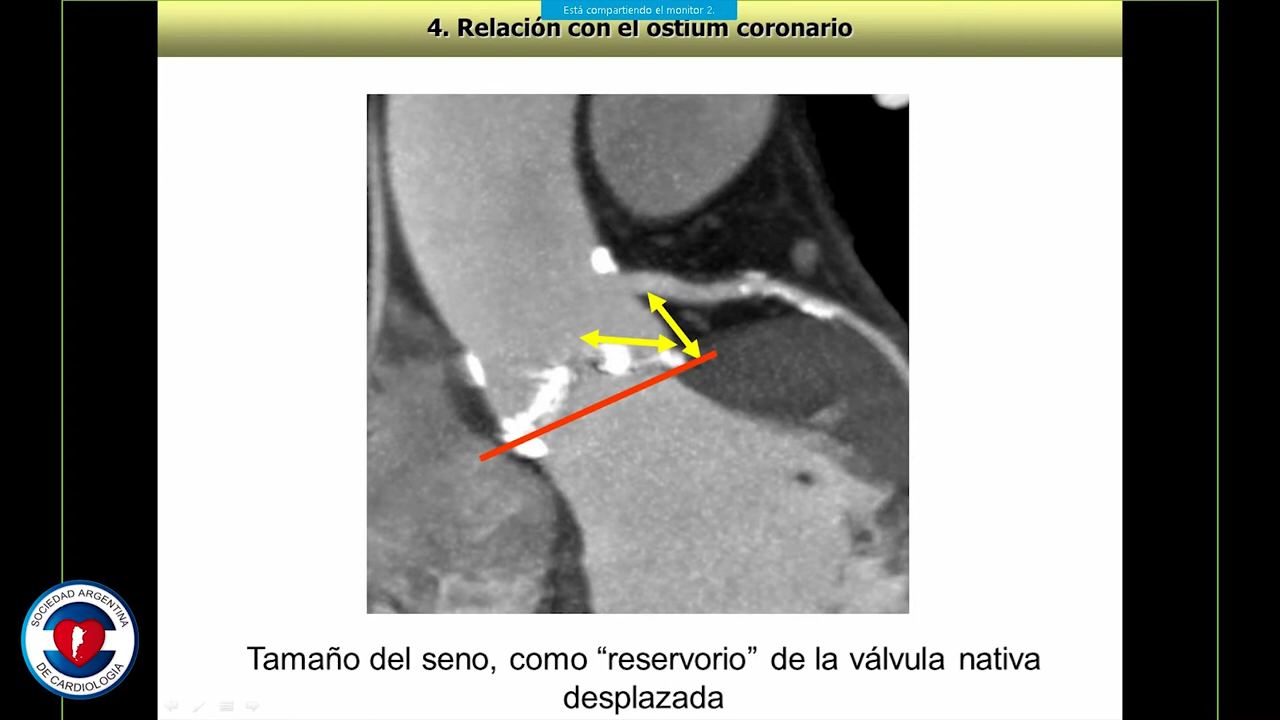 Está compartiendo el monitor 2.
4. Relación con el ostium coronario
SOCIEDAD ARGENTINA
DE CARDIOLOGÍA
Tamaño del seno, como “reservorio” de la válvula nativa
desplazada